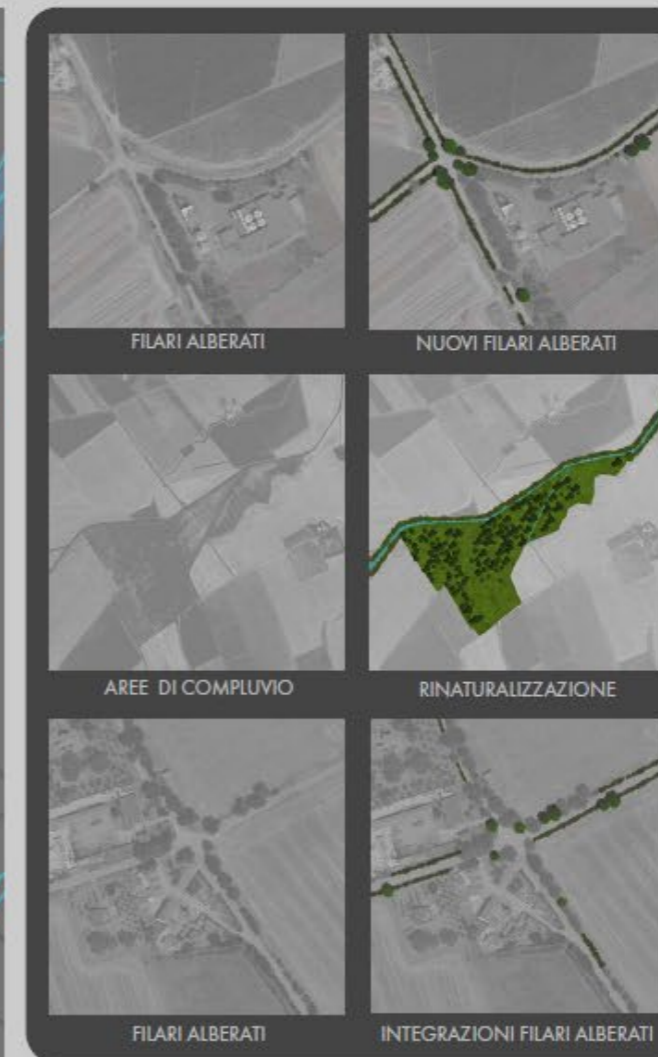 FILARI ALBERATI
NUOVI FILARI ALBERATI
AREE DI COMPLUVIO
RINATURALIZZAZIONE
FILARI ALBERATI
INTEGRAZIONI FILARI ALBERATI